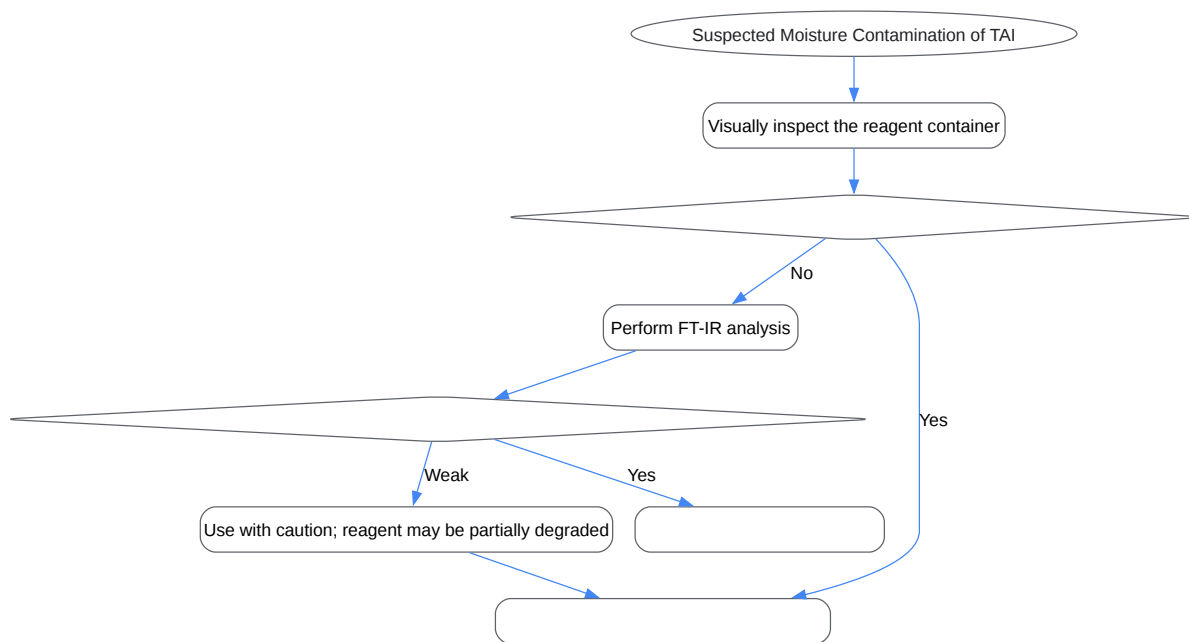 Suspected Moisture Contamination of TAI
Visually inspect the reagent container
No
Perform FT-IR analysis
Yes
Weak
Yes
Use with caution; reagent may be partially degraded